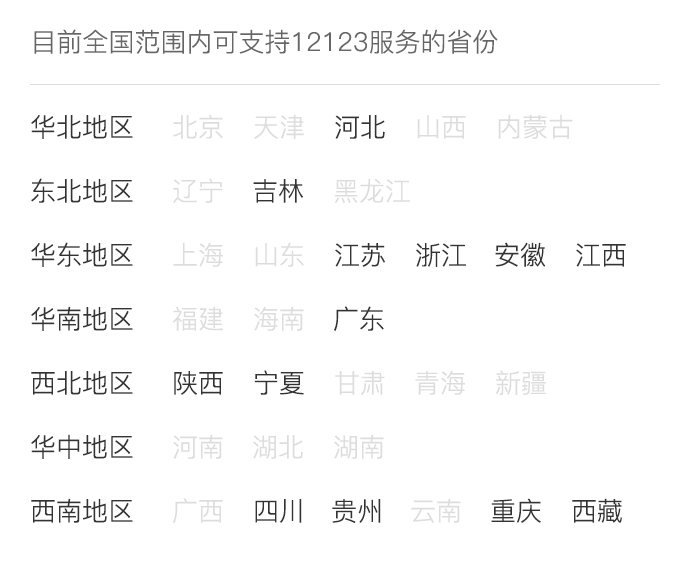 目前全国范围内可支持12123服务的省份
华北地区 北京 天津 河北 山西 内蒙古
东北地区 辽宁 吉林 黑龙江
华东地区 上海 山东 江苏 浙江 安徽 江西
华南地区 福建 海南 广东
西北地区 陕西 宁夏 甘肃 青海 新疆
华中地区 河南 湖北 湖南
西南地区 广西 四川 贵州 云南 重庆 西藏